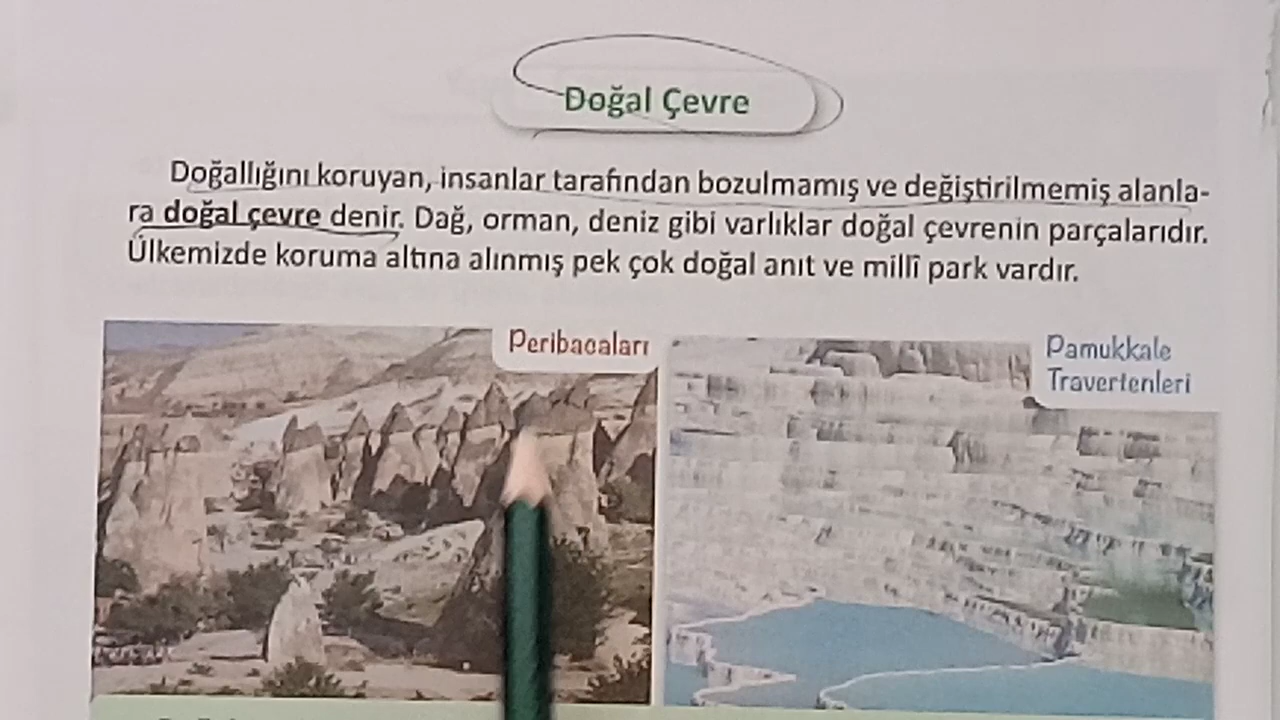 Doğal Çevre
Doğallığını koruyan, insanlar tarafından bozulmamış ve değiştirilmemiş alanla-
ra doğal çevre denir. Dağ, orman, deniz gibi varlıklar doğal çevrenin parçalarıdır.
Ülkemizde koruma altına alınmış pek çok doğal anıt ve millî park vardır.
Peribacaları
Pamukkale
Travertenleri